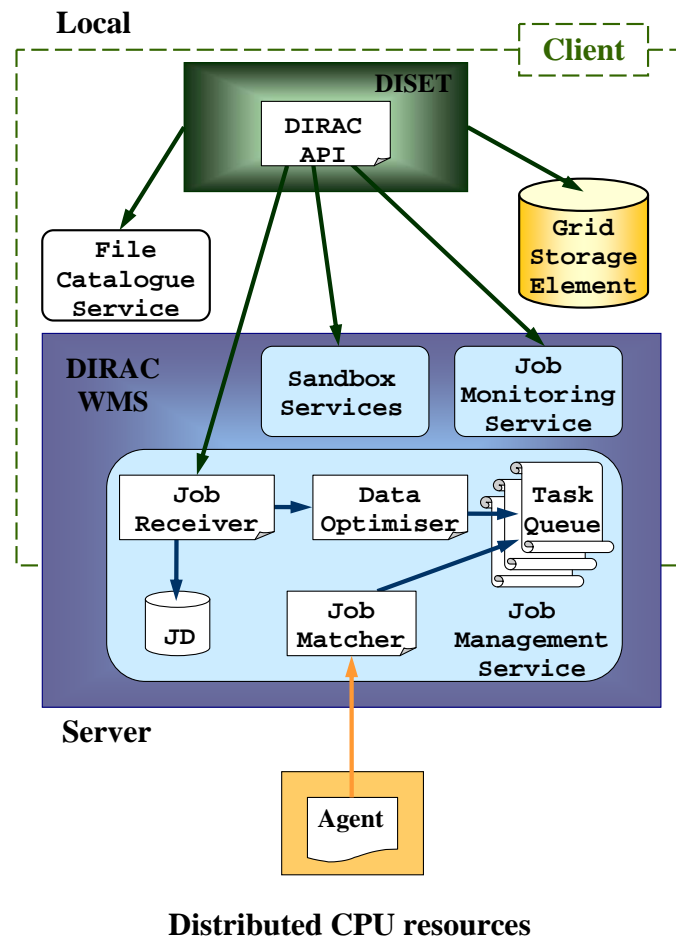 Local
Client
DISET
DIRAC
API
File
Catalogue
Service
Grid
Storage
Element
DIRAC
WMS
Sandbox
Services
Job
Monitoring
Service
Job
Receiver
Data
Optimiser
Task
Queue
JD
Job
Matcher
Job
Management
Service
Server
Agent
Distributed CPU resources